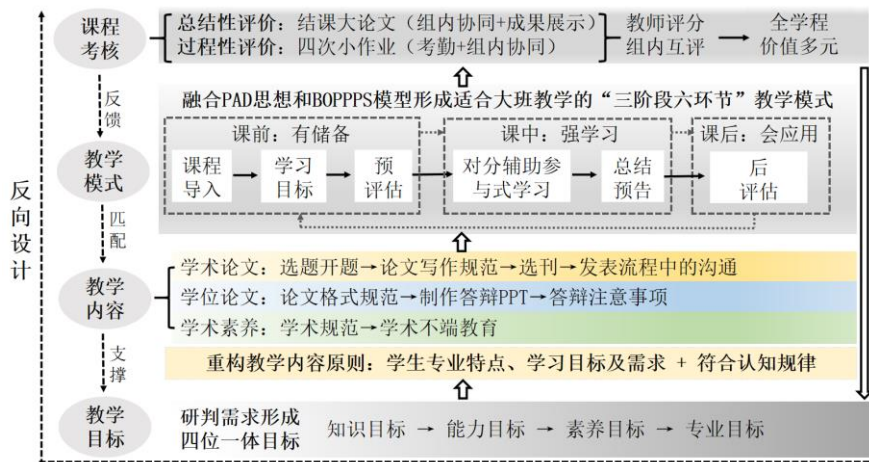 反向设计
课程
考核
总结性评价：结课大论文（组内协同+成果展示）
过程性评价：四次小作业（考勤+组内协同）
教师评分
组内互评
全学程
价值多元
反馈
融合PAD思想和BOPPPS模型形成适合大班教学的“三阶段六环节”教学模式
教学
模式
课前：有储备
课程
导入
学习
目标
预
评估
课中：强学习
对分辅助参
与式学习
总结
预告
课后：会应用
后
评估
匹配
教学
内容
学术论文：选题开题→论文写作规范→选刊→发表流程中的沟通
学位论文：论文格式规范→制作答辩PPT→答辩注意事项
学术素养：学术规范→学术不端教育
重构教学内容原则：学生专业特点、学习目标及需求 + 符合认知规律
支撑
教学
目标
研判需求形成
四位一体目标
知识目标 → 能力目标 → 素养目标 → 专业目标